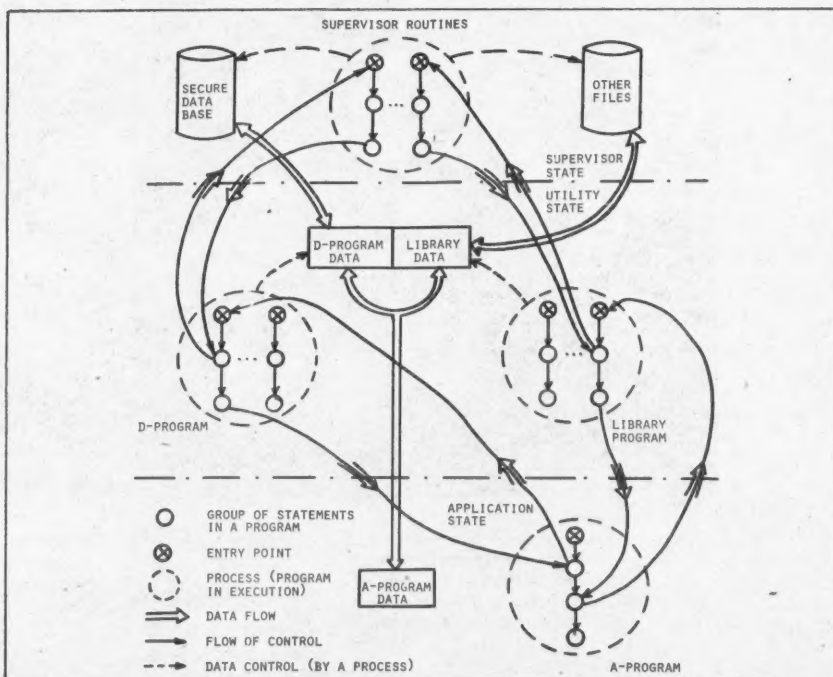 SUPERVISOR ROUTINES
SECURE
DATA
BASE
OTHER
FILES
SUPERVISOR
STATE
UTILITY
STATE
D-PROGRAM
DATA
LIBRARY
DATA
D-PROGRAM
LIBRARY
PROGRAM
APPLICATION
STATE
GROUP OF STATEMENTS
IN A PROGRAM
ENTRY POINT
PROCESS (PROGRAM
IN EXECUTION)
DATA FLOW
FLOW OF CONTROL
DATA CONTROL (BY A PROCESS)
A-PROGRAM
DATA
A-PROGRAM